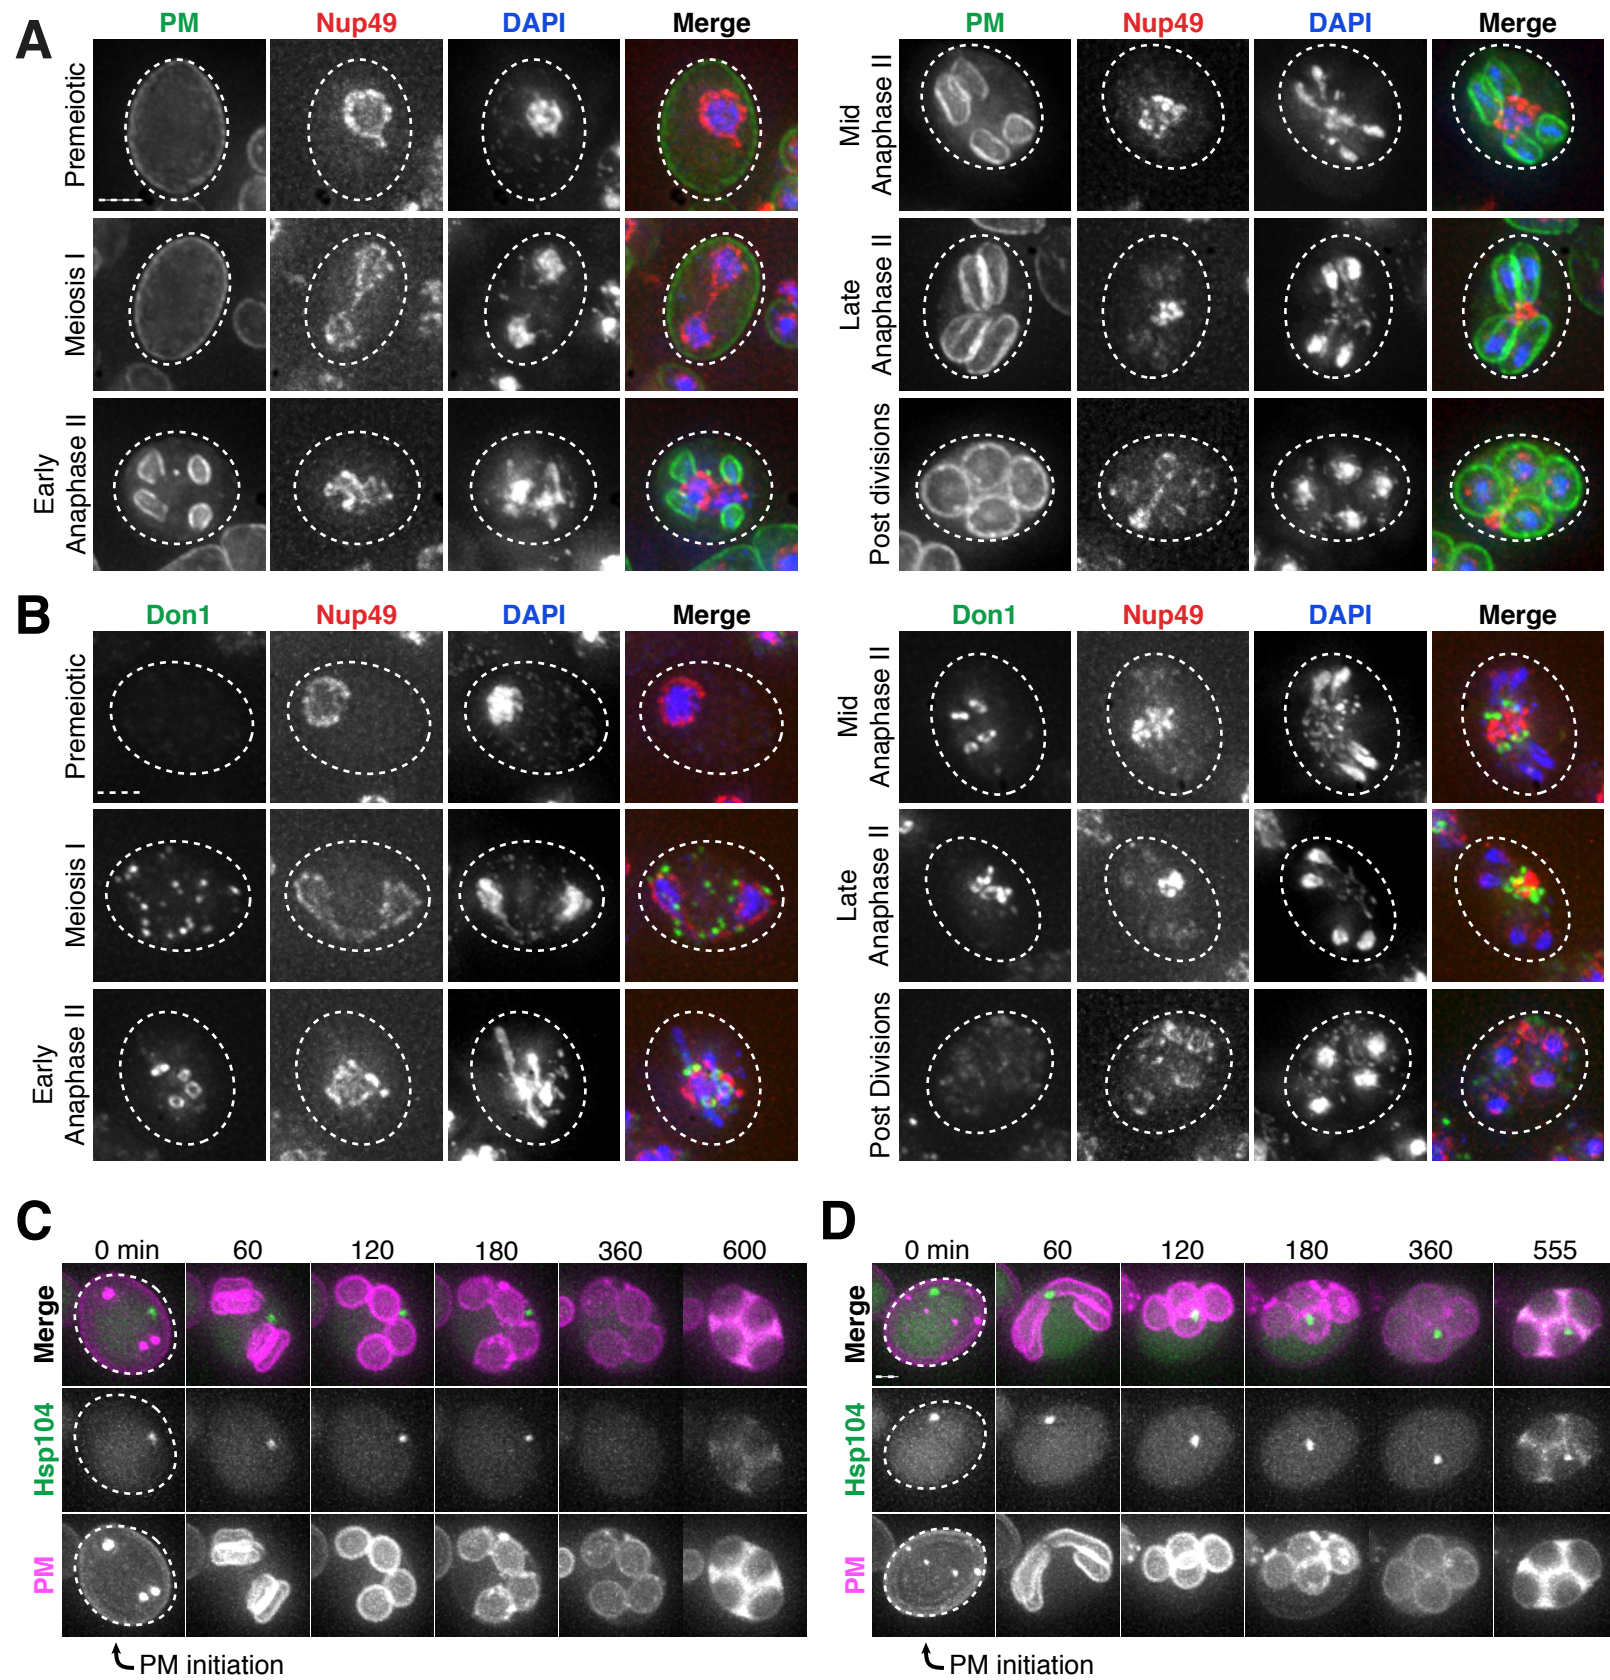 A
PM Nup49 DAPI Merge
Premeiotic
Meiosis I
Early
Anaphase II
PM Nup49 DAPI Merge
Mid
Anaphase II
Late
Anaphase II
Post divisions
B
Don1 Nup49 DAPI Merge
Premeiotic
Meiosis I
Early
Anaphase II
Don1 Nup49 DAPI Merge
Mid
Anaphase II
Late
Anaphase II
Post Divisions
C
0 min 60 120 180 360 600
Merge
Hsp104
PM
PM initiation
D
0 min 60 120 180 360 555
Merge
Hsp104
PM
PM initiation